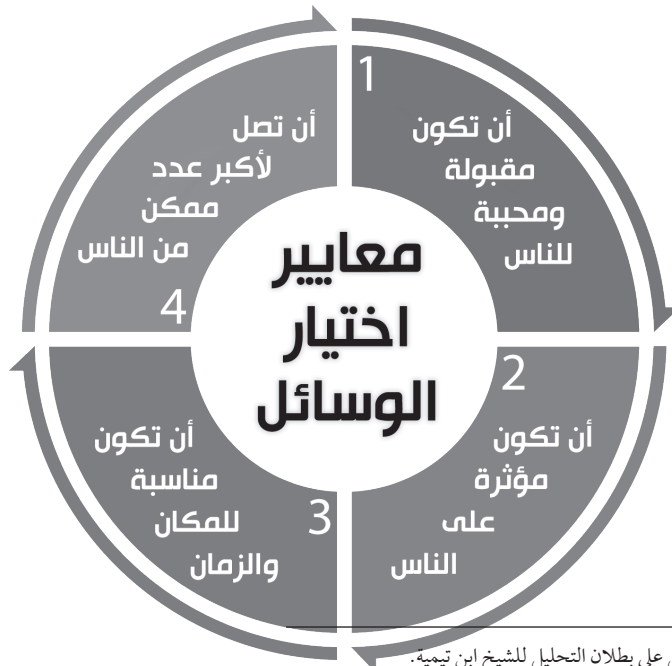 معايير
اختيار
الوسائل
1
أن تكون
مقبولة
ومحببة
للناس
2
أن تكون
مؤثرة
على
الناس
3
أن تكون
مناسبة
للمكان
والزمان
4
أن تصل
لأكبر عدد
ممكن
من الناس
على بطلان التحليل للشيخ ابن تيمية.